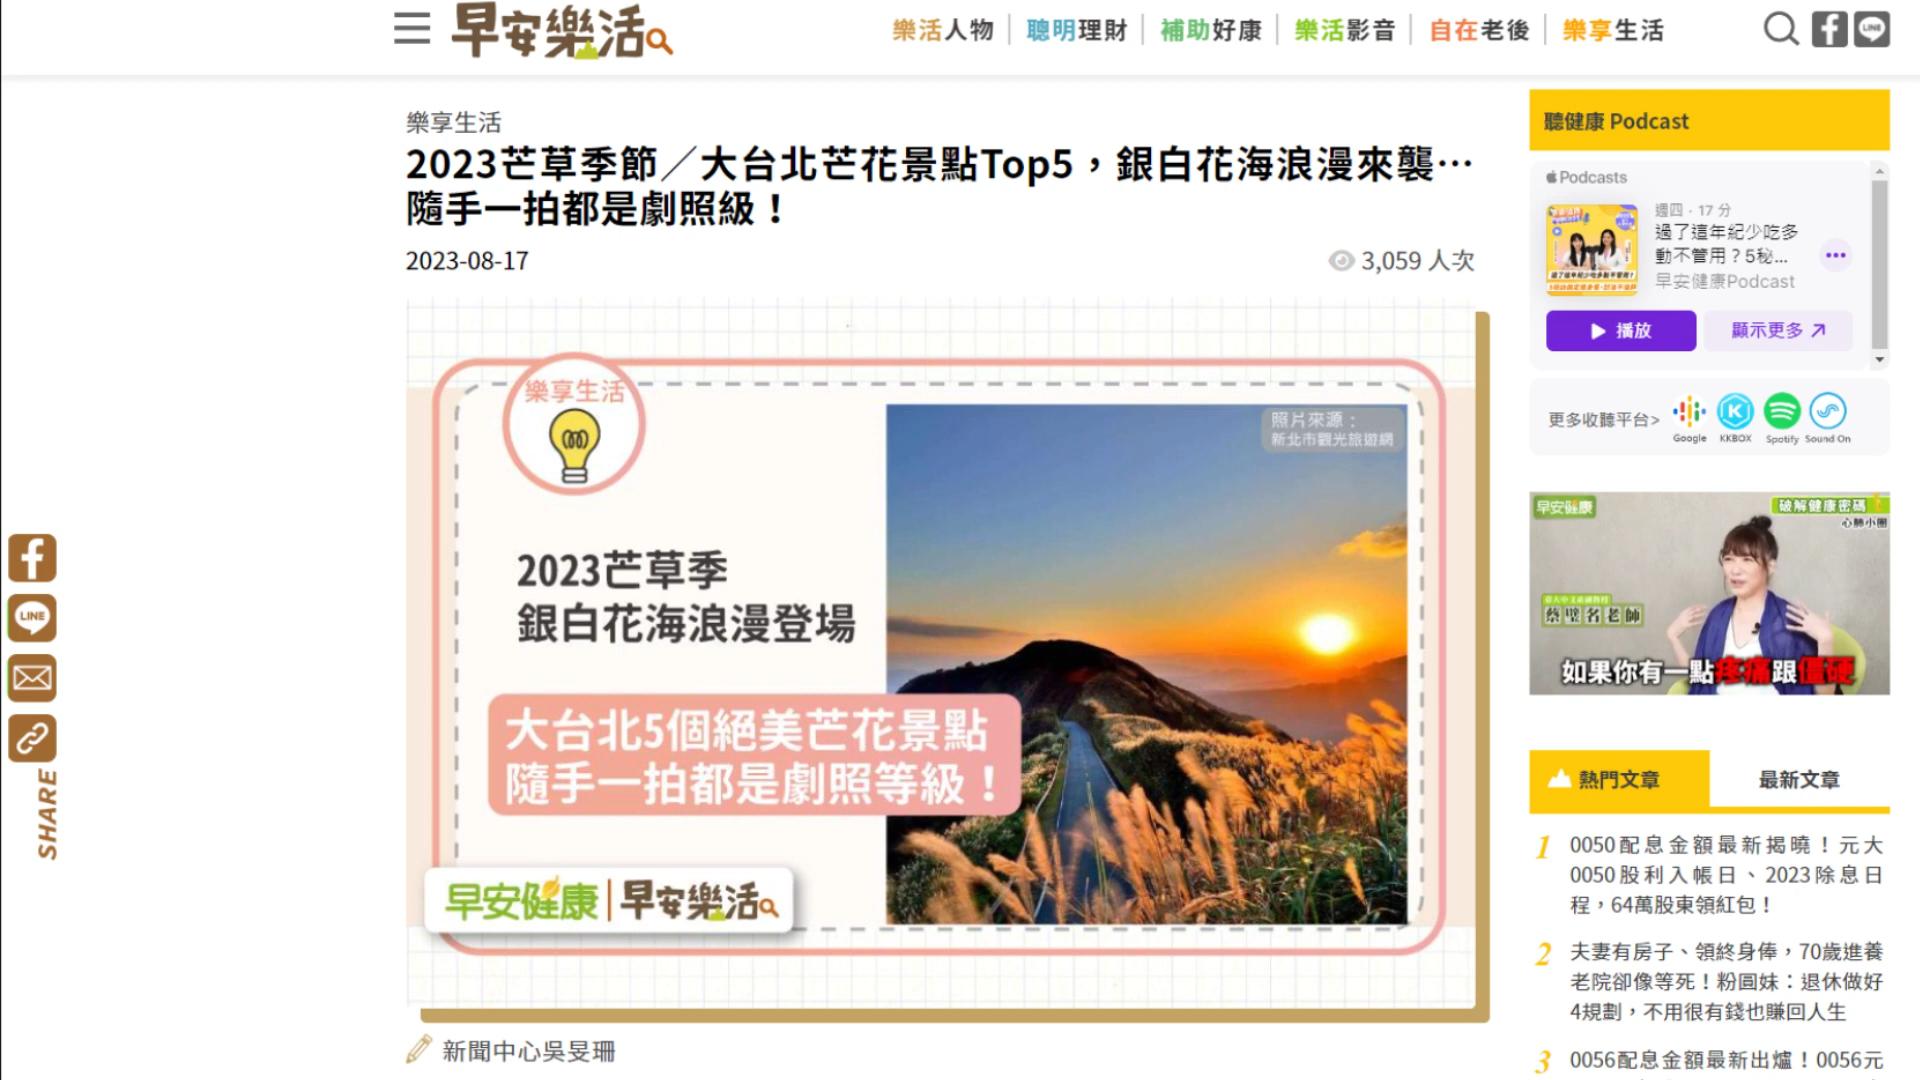 早安樂活
樂活人物
聰明理財
補助好康
樂活影音
自在老後
樂享生活
LINE
樂享生活
2023芒草季節／大台北芒花景點Top5，銀白花海浪漫來襲…
隨手一拍都是劇照級！
2023-08-17
3,059 人次
樂享生活
照片來源：
新北市觀光旅遊網
2023芒草季
銀白花海浪漫登場
大台北5個絕美芒花景點
隨手一拍都是劇照等級！
早安健康 早安樂活
新聞中心吳旻珊
LINE
SHARE
聽健康 Podcast
Podcasts
週四 · 17 分
過了這年紀少吃多
動不管用？5秘...
早安健康Podcast
播放
顯示更多
更多收聽平台>
Google
KKBOX
Spotify
Sound On
早安健康
破解健康密碼
心肺小圈
蔡璧名老師
如果你有一點疼痛跟僵硬
熱門文章
最新文章
1 0050配息金額最新揭曉！元大
0050股利入帳日、2023除息日
程，64萬股東領紅包！
2 夫妻有房子、領終身俸，70歲進養
老院卻像等死！粉圓妹：退休做好
4規劃，不用很有錢也賺回人生
3 0056配息金額最新出爐！0056元